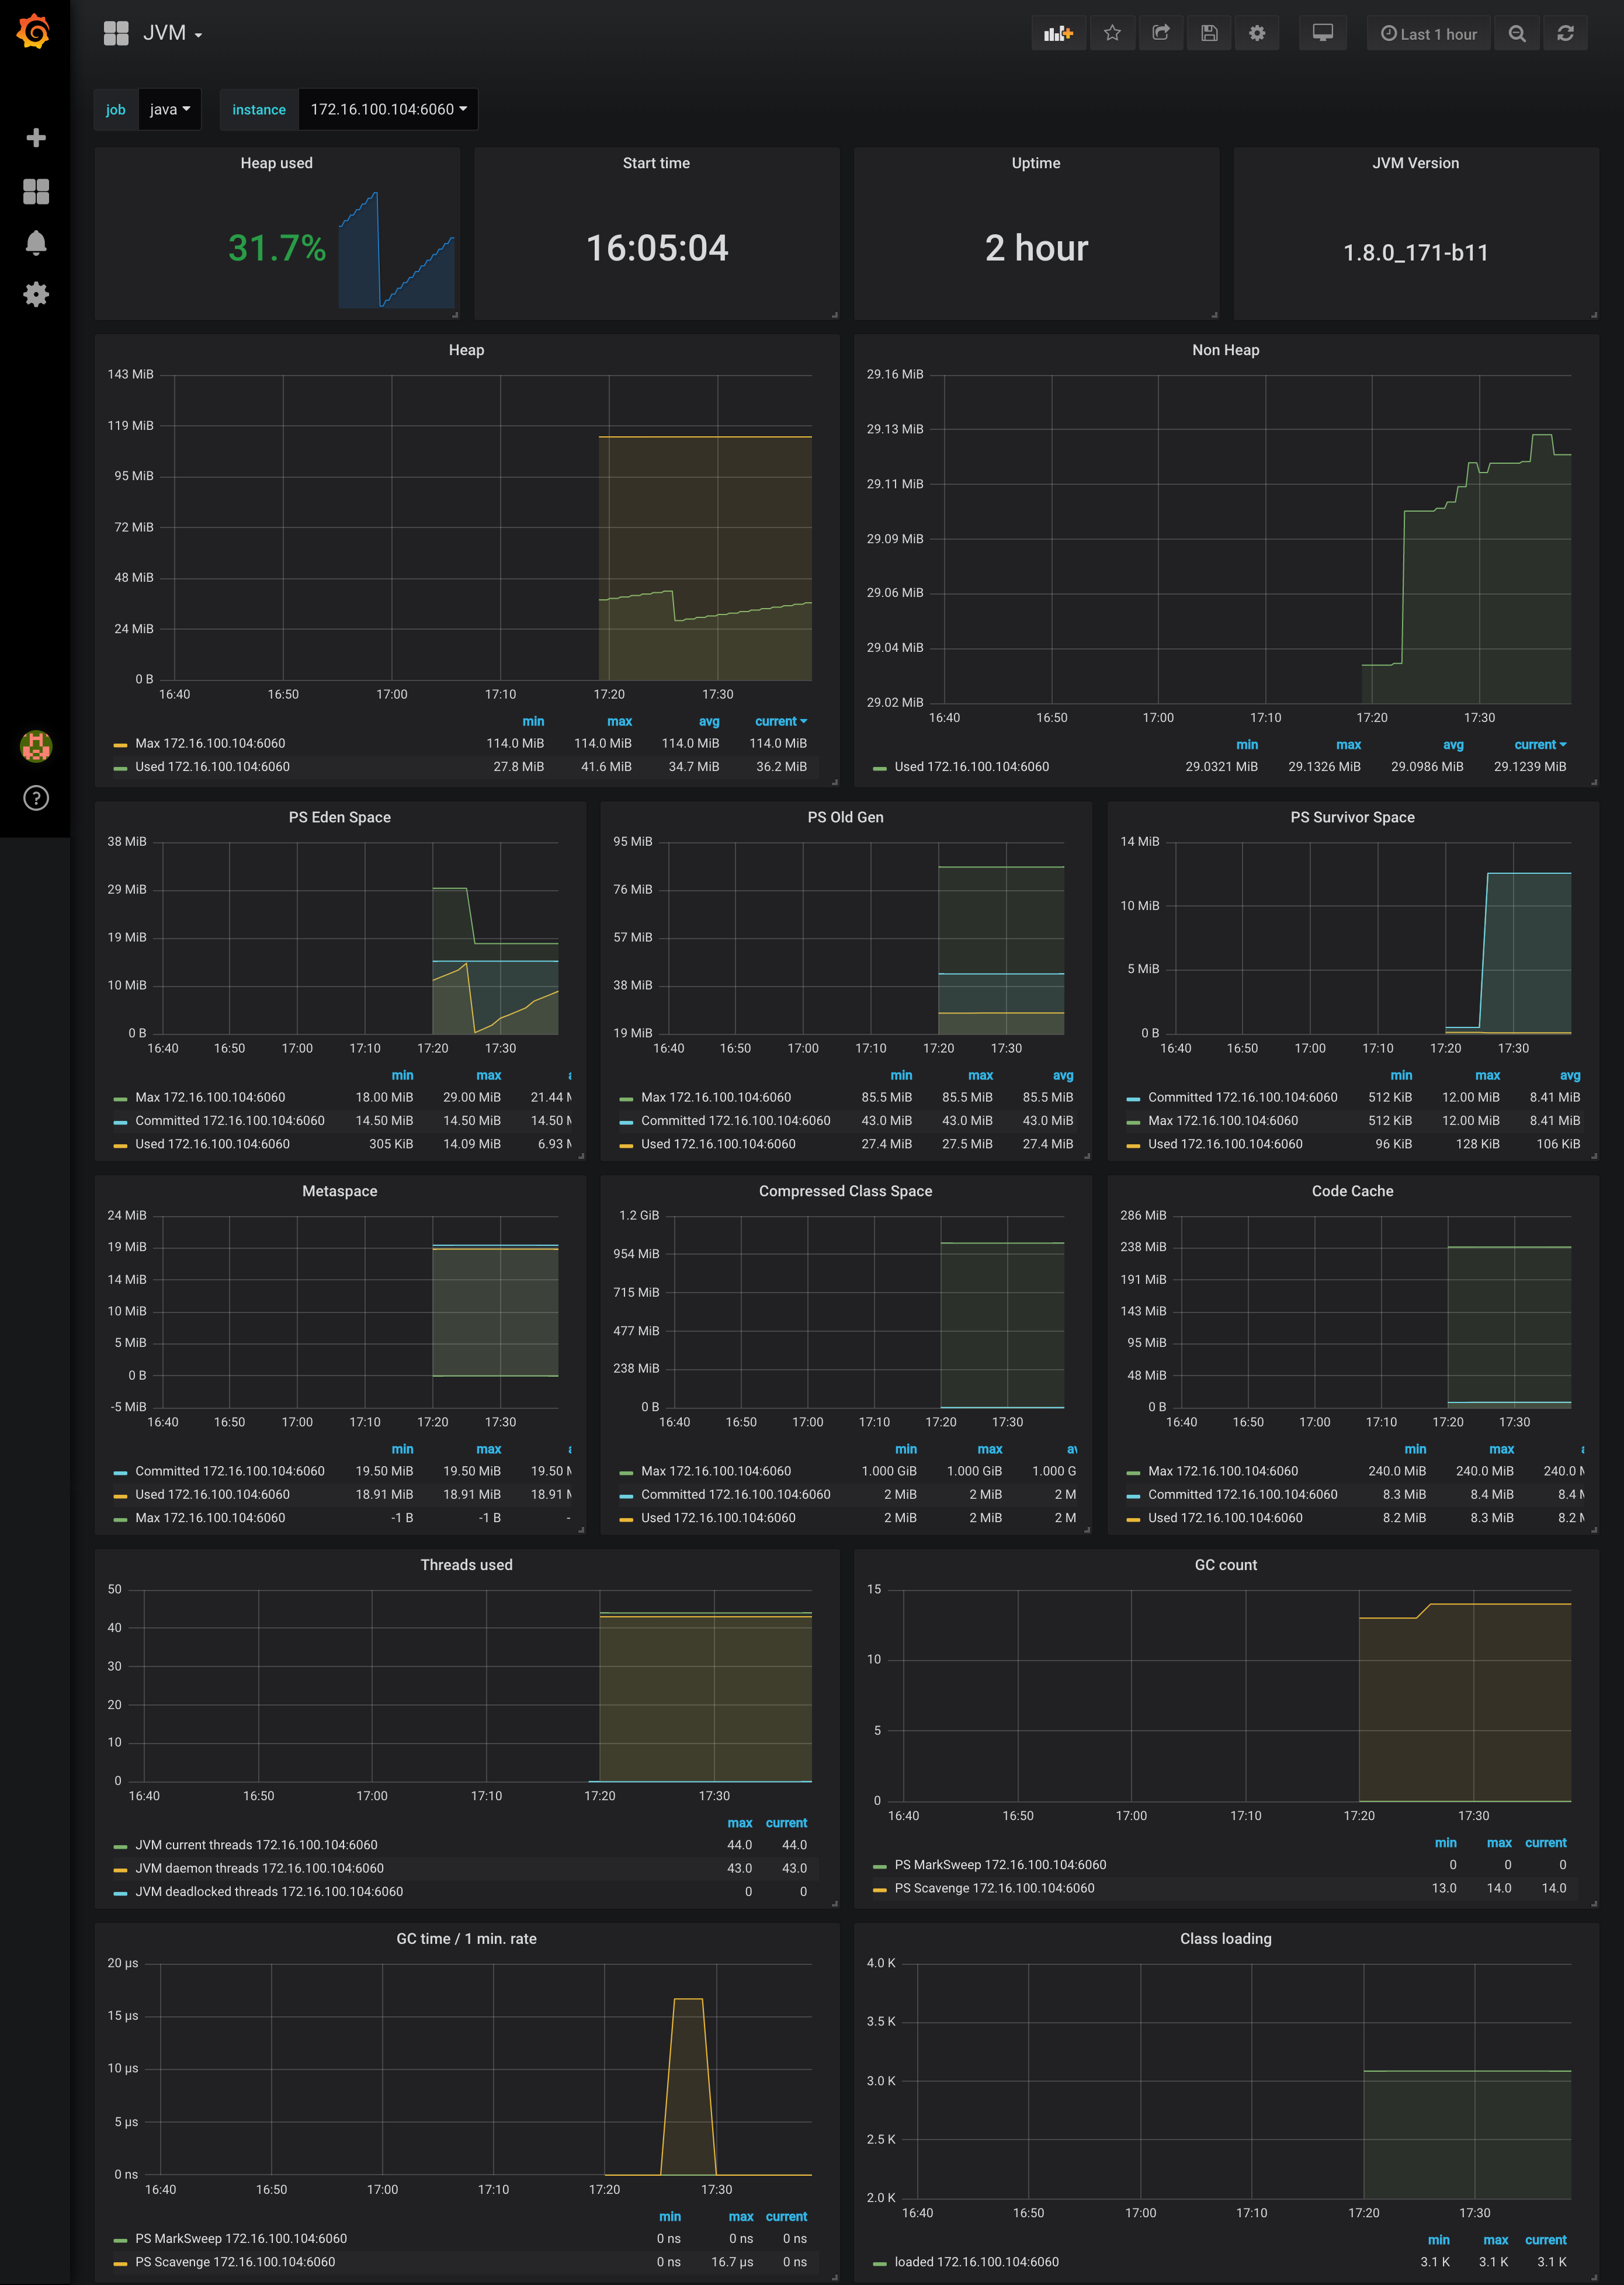 JVM
Last 1 hour
job java instance 172.16.100.104:6060
Heap used
31.7%
Start time
16:05:04
Uptime
2 hour
JVM Version
1.8.0_171-b11
Heap
143 MiB
119 MiB
95 MiB
72 MiB
48 MiB
24 MiB
0 B
16:40 16:50 17:00 17:10 17:20 17:30
min max avg current
Max 172.16.100.104:6060 114.0 MiB 114.0 MiB 114.0 MiB 114.0 MiB
Used 172.16.100.104:6060 27.8 MiB 41.6 MiB 34.7 MiB 36.2 MiB
Non Heap
29.16 MiB
29.13 MiB
29.11 MiB
29.09 MiB
29.06 MiB
29.04 MiB
29.02 MiB
16:40 16:50 17:00 17:10 17:20 17:30
min max avg current
Used 172.16.100.104:6060 29.0321 MiB 29.1326 MiB 29.0986 MiB 29.1239 MiB
PS Eden Space
38 MiB
29 MiB
19 MiB
10 MiB
0 B
16:40 16:50 17:00 17:10 17:20 17:30
min max
Max 172.16.100.104:6060 18.00 MiB 29.00 MiB 21.44
Committed 172.16.100.104:6060 14.50 MiB 14.50 MiB 14.50
Used 172.16.100.104:6060 305 KiB 14.09 MiB 6.93
PS Old Gen
95 MiB
76 MiB
57 MiB
38 MiB
19 MiB
16:40 16:50 17:00 17:10 17:20 17:30
min max avg
Max 172.16.100.104:6060 85.5 MiB 85.5 MiB 85.5 MiB
Committed 172.16.100.104:6060 43.0 MiB 43.0 MiB 43.0 MiB
Used 172.16.100.104:6060 27.4 MiB 27.5 MiB 27.4 MiB
PS Survivor Space
14 MiB
10 MiB
5 MiB
0 B
16:40 16:50 17:00 17:10 17:20 17:30
min max avg
Committed 172.16.100.104:6060 512 KiB 12.00 MiB 8.41 MiB
Max 172.16.100.104:6060 512 KiB 12.00 MiB 8.41 MiB
Used 172.16.100.104:6060 96 KiB 128 KiB 106 KiB
Metaspace
24 MiB
19 MiB
14 MiB
10 MiB
5 MiB
0 B
-5 MiB
16:40 16:50 17:00 17:10 17:20 17:30
min max
Committed 172.16.100.104:6060 19.50 MiB 19.50 MiB 19.50
Used 172.16.100.104:6060 18.91 MiB 18.91 MiB 18.91
Max 172.16.100.104:6060 -1 B -1 B -
Compressed Class Space
1.2 GiB
954 MiB
715 MiB
477 MiB
238 MiB
0 B
16:40 16:50 17:00 17:10 17:20 17:30
min max
Max 172.16.100.104:6060 1.000 GiB 1.000 GiB 1.000 G
Committed 172.16.100.104:6060 2 MiB 2 MiB 2 M
Used 172.16.100.104:6060 2 MiB 2 MiB 2 M
Code Cache
286 MiB
238 MiB
191 MiB
143 MiB
95 MiB
48 MiB
0 B
16:40 16:50 17:00 17:10 17:20 17:30
min max
Max 172.16.100.104:6060 240.0 MiB 240.0 MiB 240.0
Committed 172.16.100.104:6060 8.3 MiB 8.4 MiB 8.4
Used 172.16.100.104:6060 8.2 MiB 8.3 MiB 8.2
Threads used
50
40
30
20
10
0
16:40 16:50 17:00 17:10 17:20 17:30
max current
JVM current threads 172.16.100.104:6060 44.0 44.0
JVM daemon threads 172.16.100.104:6060 43.0 43.0
JVM deadlocked threads 172.16.100.104:6060 0 0
GC count
15
10
5
0
16:40 16:50 17:00 17:10 17:20 17:30
min max current
PS MarkSweep 172.16.100.104:6060 0 0 0
PS Scavenge 172.16.100.104:6060 13.0 14.0 14.0
GC time / 1 min. rate
20 µs
15 µs
10 µs
5 µs
0 ns
16:40 16:50 17:00 17:10 17:20 17:30
min max current
PS MarkSweep 172.16.100.104:6060 0 ns 0 ns 0 ns
PS Scavenge 172.16.100.104:6060 0 ns 16.7 µs 0 ns
Class loading
4.0 K
3.5 K
3.0 K
2.5 K
2.0 K
16:40 16:50 17:00 17:10 17:20 17:30
min max current
loaded 172.16.100.104:6060 3.1 K 3.1 K 3.1 K